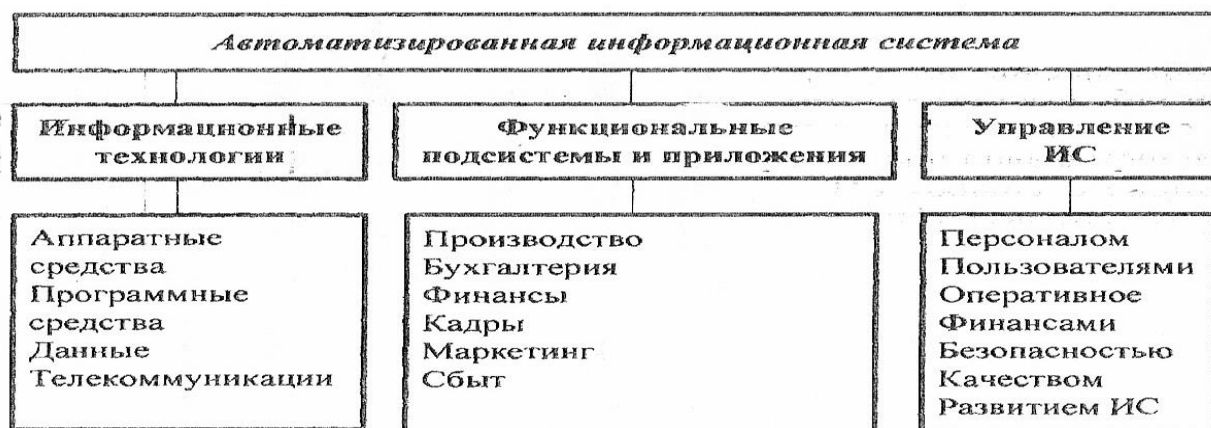 Автоматизированная информационная система
Информационные
технологии
Функциональные
подсистемы и приложения
Управление
ИС
Аппаратные
средства
Программные
средства
Данные
Телекоммуникации
Производство
Бухгалтерия
Финансы
Кадры
Маркетинг
Сбыт
Персоналом
Пользователями
Оперативное
Финансами
Безопасностью
Качеством
Развитием ИС